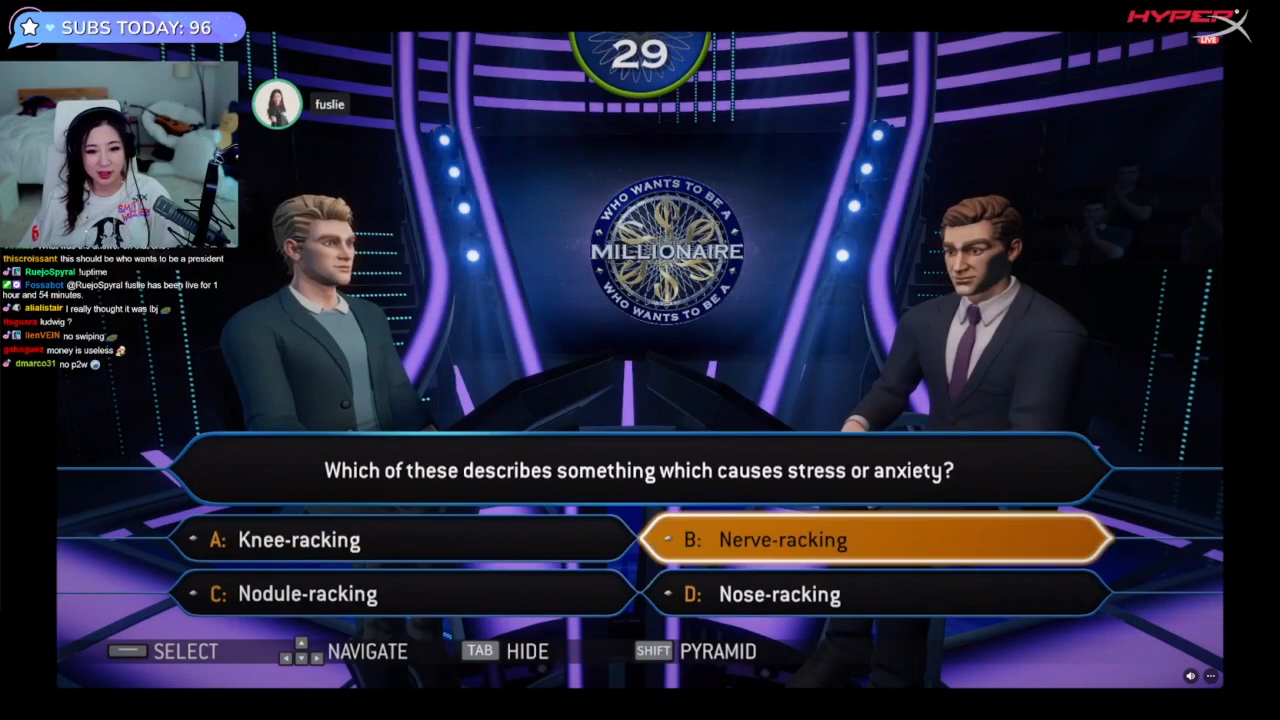 SUBS TODAY: 96
HYPERX
LIVE
29
fuslie
thiscroissant this should be who wants to be a president
RuejoSpyral !uptime
Fossabot @RuejoSpyral fuslie has been live for 1
hour and 54 minutes.
alialistair I really thought it was lbj
ludwig ?
lienVEIN no swiping
money is useless
dmarco31 no p2w
WHO WANTS TO BE A
MILLIONAIRE
WHO WANTS TO BE A
Which of these describes something which causes stress or anxiety?
A: Knee-racking
B: Nerve-racking
C: Nodule-racking
D: Nose-racking
SELECT
NAVIGATE
TAB HIDE
SHIFT PYRAMID